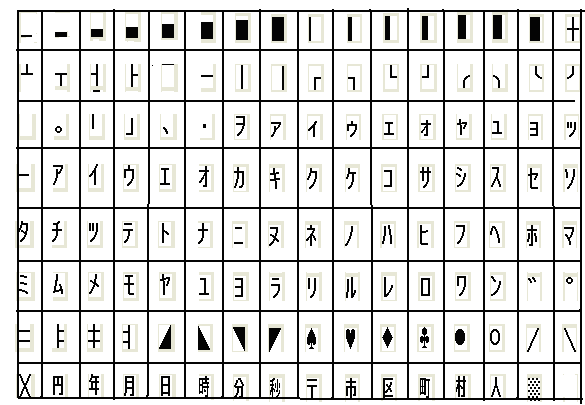 ▁ ▂ ▃ ▄ ▅ ▆ ▇ █ ▏ ▎ ▍ ▌ ▋ ▊ ▉ ┼
┴ ┬ ┤ ├ ▔ ─ │ ▕ ┌ ┐ └ ┘ ╭ ╮ ╰ ╯
。 「 」 、 ・ ヲ ァ ィ ゥ ェ ォ ャ ュ ョ ッ
ー ア イ ウ エ オ カ キ ク ケ コ サ シ ス セ ソ
タ チ ツ テ ト ナ ニ ヌ ネ ノ ハ ヒ フ ヘ ホ マ
ミ ム メ モ ヤ ユ ヨ ラ リ ル レ ロ ワ ン ゛ ゜
═ ╞ ╪ ╡ ◢ ◣ ◥ ◤ ♠ ♥ ♦ ♣ ● ○ ╱ ╲
╳ 円 年 月 日 時 分 秒 〒 市 区 町 村 人 ▒